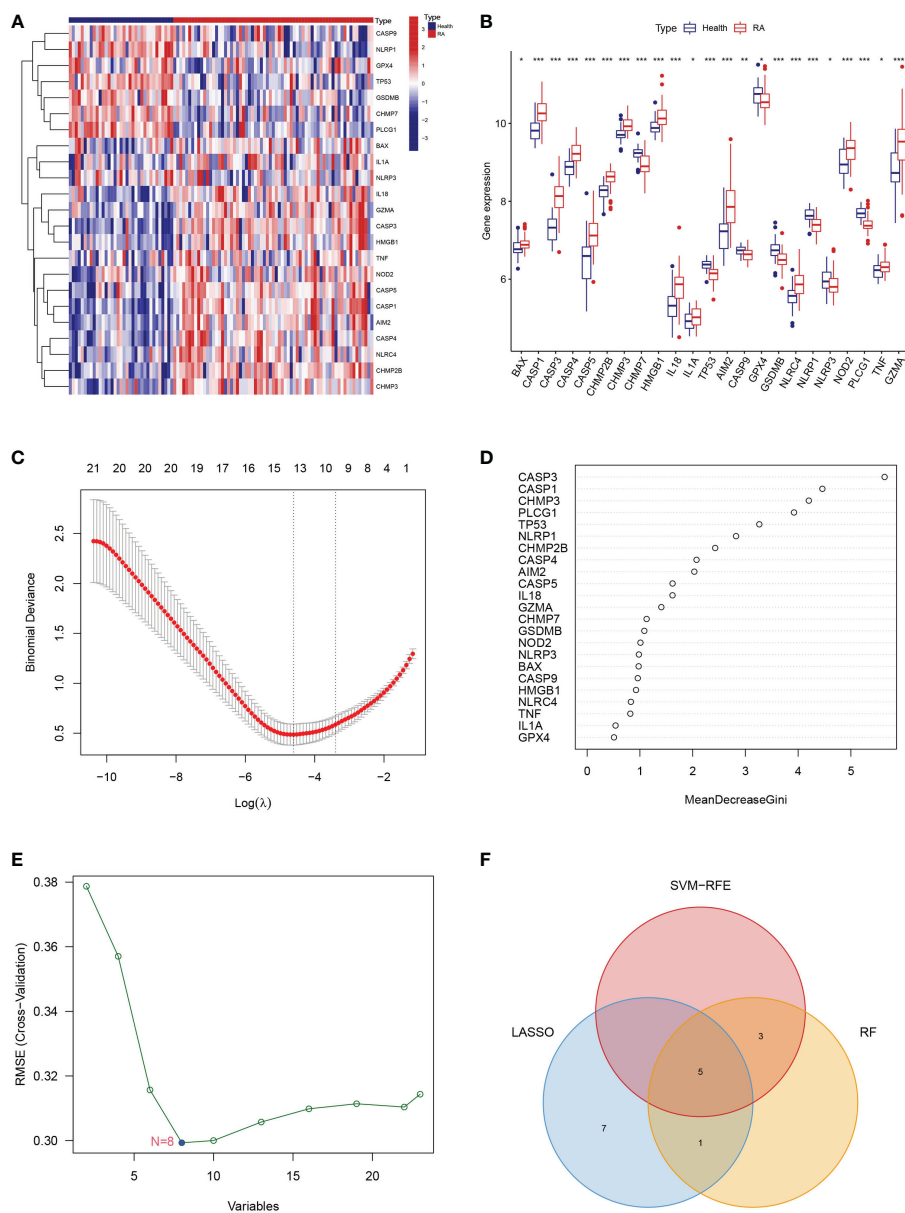 A
Type
CASP9
NLRP1
GPX4
TP53
GSDMB
CHMP7
PLCG1
BAX
IL1A
NLRP3
IL18
GZMA
CASP3
HMGB1
TNF
NOD2
CASP5
CASP1
AIM2
CASP4
NLRC4
CHMP2B
CHMP3
3
2
1
0
−1
−2
−3
Type
Health
RA
B
Type Health RA
* *** *** *** *** *** *** *** *** *** * *** *** ** * *** *** *** * *** *** * ***
Gene expression
10
8
6
BAX
CASP1
CASP3
CASP4
CASP5
CHMP2B
CHMP3
CHMP7
HMGB1
IL18
IL1A
TP53
AIM2
CASP9
GPX4
GSDMB
NLRC4
NLRP1
NLRP3
NOD2
PLCG1
TNF
GZMA
C
21 20 20 20 19 17 16 15 13 10 9 8 4 1
Binomial Deviance
2.5
2.0
1.5
1.0
0.5
−10 −8 −6 −4 −2
Log(λ)
D
CASP3
CASP1
CHMP3
PLCG1
TP53
NLRP1
CHMP2B
CASP4
AIM2
CASP5
IL18
GZMA
CHMP7
GSDMB
NOD2
NLRP3
BAX
CASP9
HMGB1
NLRC4
TNF
IL1A
GPX4
0 1 2 3 4 5
MeanDecreaseGini
E
RMSE (Cross−Validation)
0.38
0.36
0.34
0.32
0.30
N=8
5 10 15 20
Variables
F
SVM-RFE
LASSO
RF
3
5
7
1